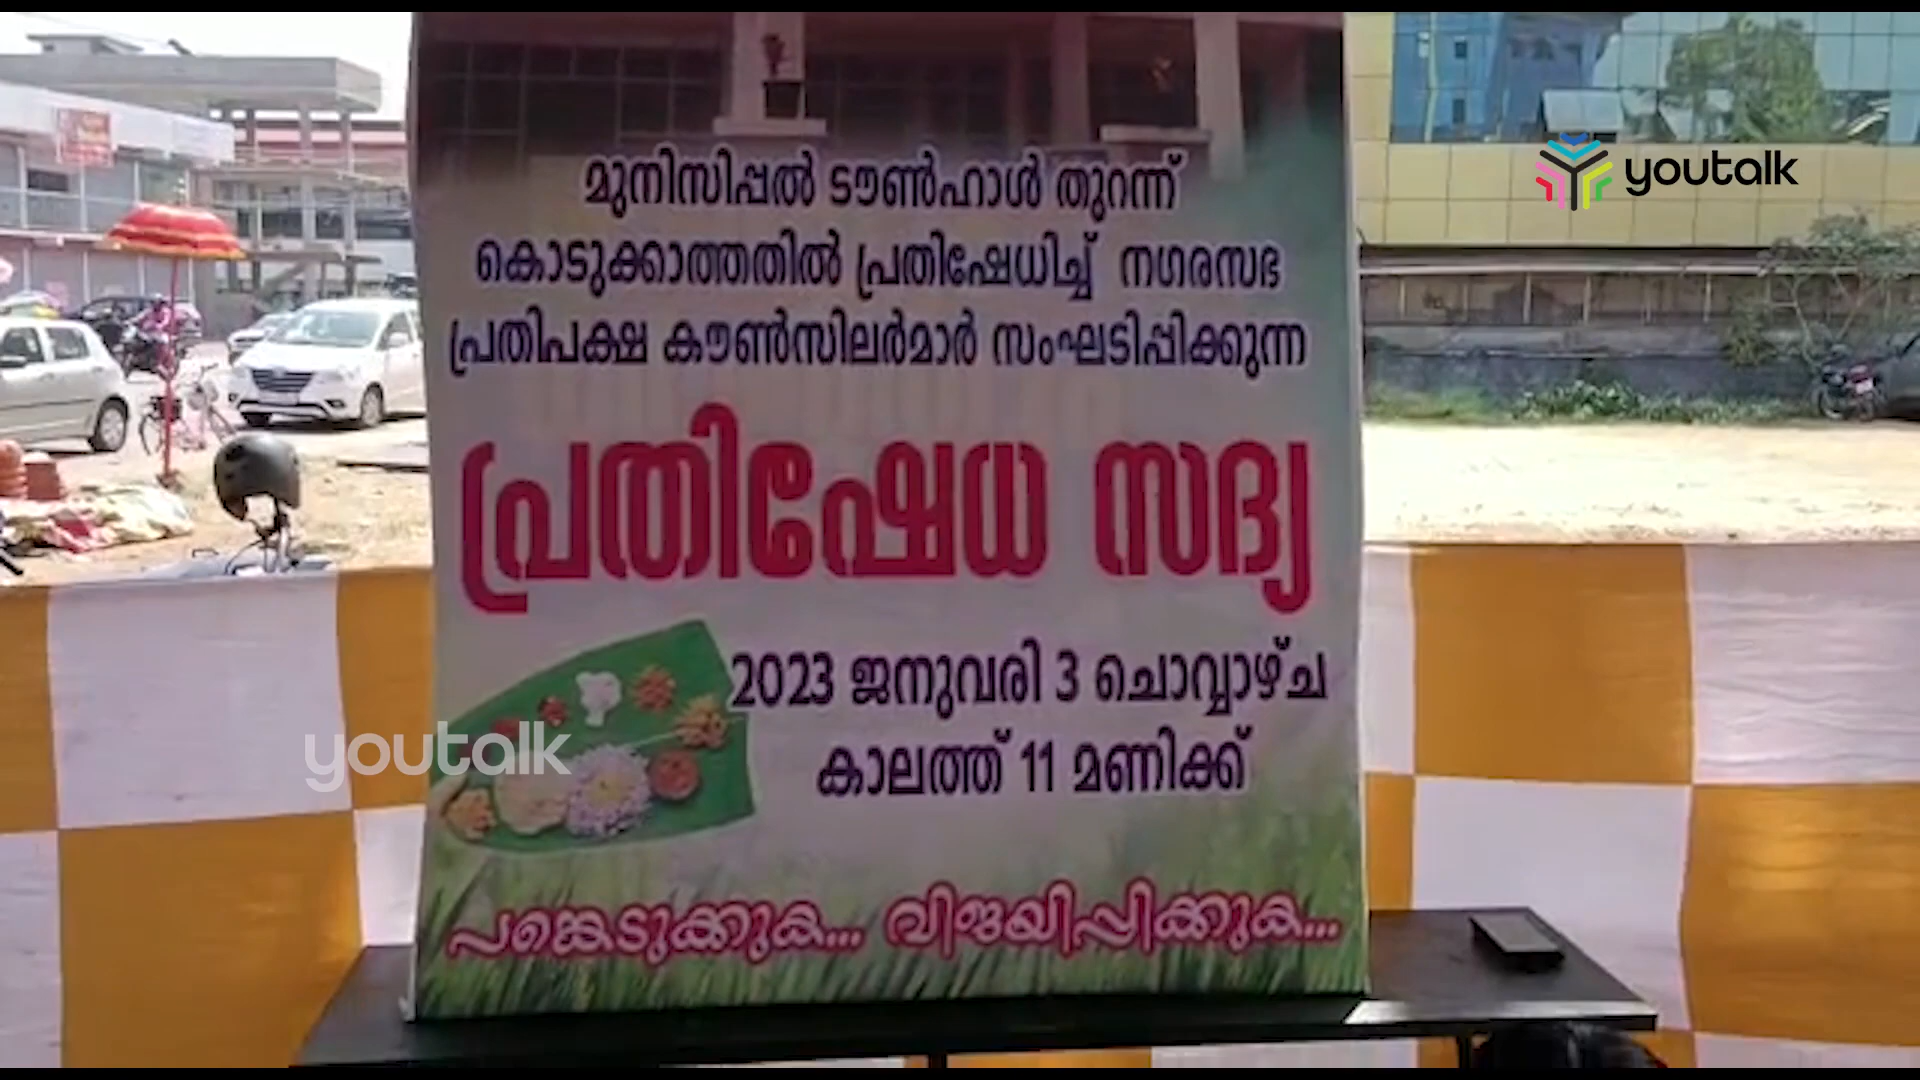 youtalk
മുനിസിപ്പൽ ടൗൺഹാൾ തുറന്ന്
കൊടുക്കാത്തതിൽ പ്രതിഷേധിച്ച് നഗരസഭ
പ്രതിപക്ഷ കൗൺസിലർമാർ സംഘടിപ്പിക്കുന്ന
പ്രതിഷേധ സദ്യ
2023 ജനുവരി 3 ചൊവ്വാഴ്ച
കാലത്ത് 11 മണിക്ക്
youtalk
പങ്കെടുക്കുക... വിജയിപ്പിക്കുക...